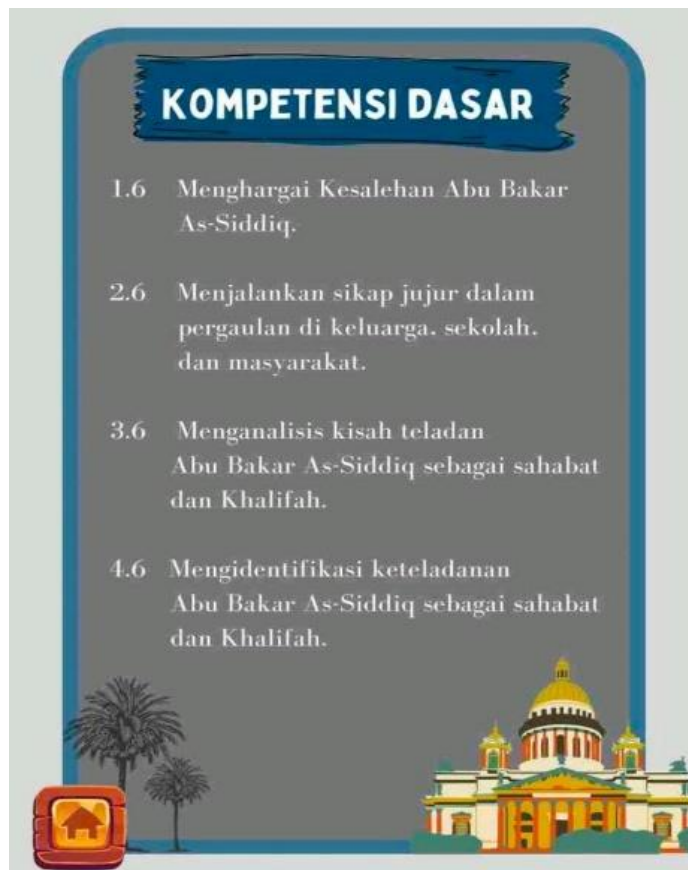 KOMPETENSI DASAR
1.6 Menghargai Kesalehan Abu Bakar
As-Siddiq.
2.6 Menjalankan sikap jujur dalam
pergaulan di keluarga. sekolah.
dan masyarakat.
3.6 Menganalisis kisah teladan
Abu Bakar As-Siddiq sebagai sahabat
dan Khalifah.
4.6 Mengidentifikasi keteladanan
Abu Bakar As-Siddiq sebagai sahabat
dan Khalifah.